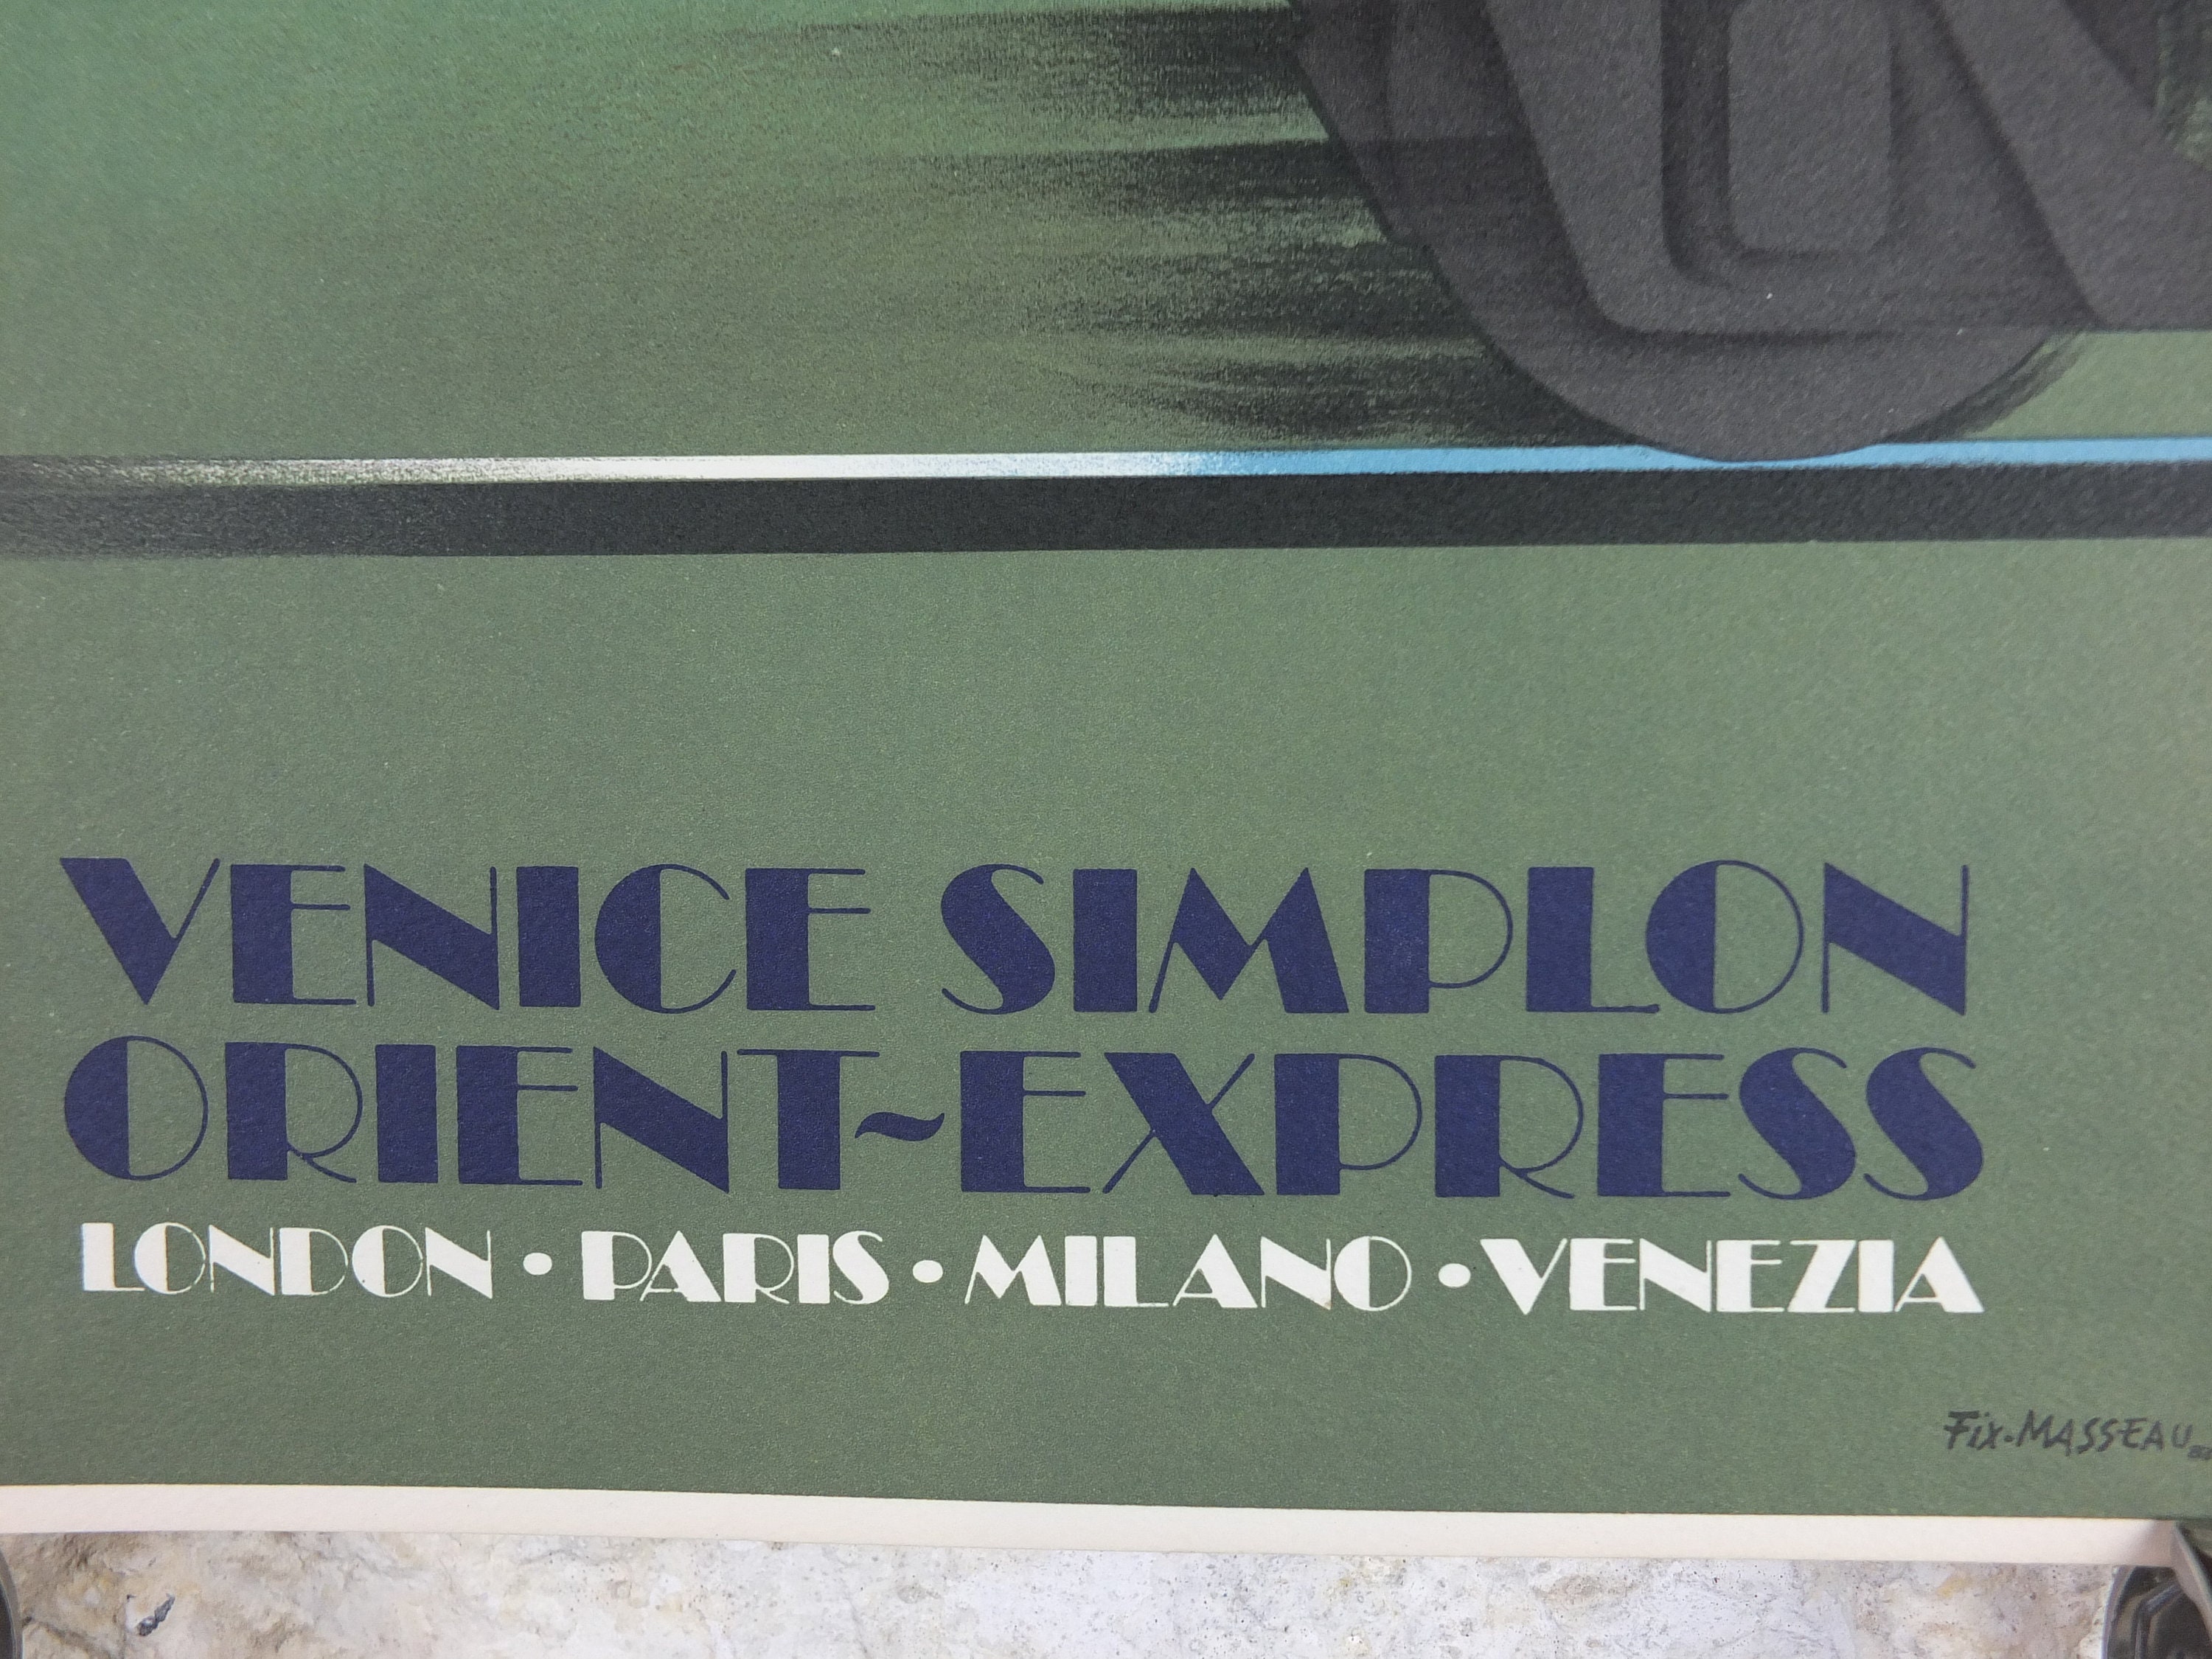 VENICE SIMPLON
ORIENT~EXPRESS
LONDON • PARIS • MILANO • VENEZIA
Fix-MASSEAU